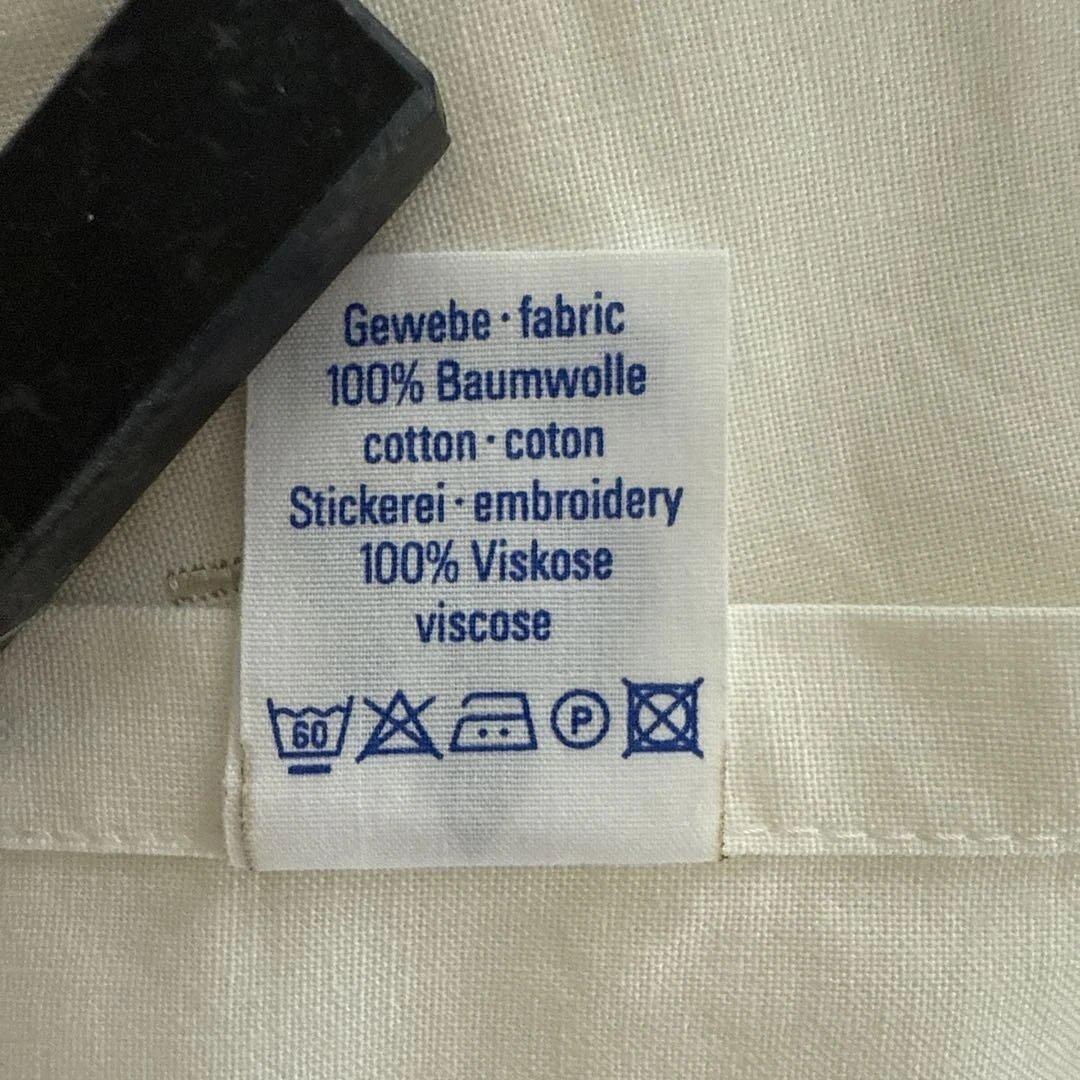 Gewebe · fabric
100% Baumwolle
cotton · coton
Stickerei · embroidery
100% Viskose
viscose
60 P